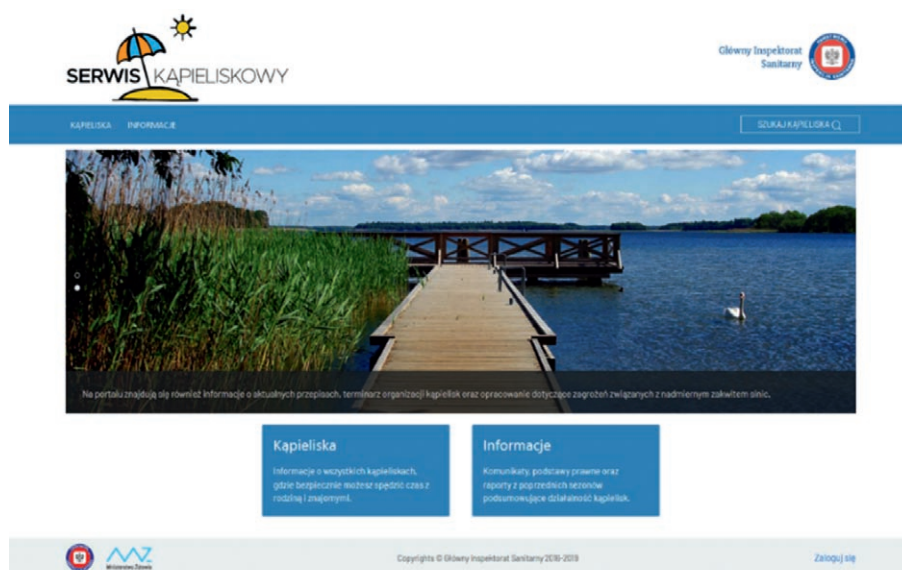 SERWIS KĄPIELISKOWY
Główny Inspektorat
Sanitarny
KĄPIELISKA INFORMACJE
SZUKAJ KĄPIELISKA
Na portalu znajdują się również informacje o aktualnych przepisach, terminarz organizacji kąpielisk oraz opracowanie dotyczące zagrożeń związanych z nadmiernym zakwitem sinic.
Kąpieliska
Informacje o wszystkich kąpieliskach,
gdzie bezpiecznie możesz spędzić czas z
rodziną i znajomymi.
Informacje
Komunikaty, podstawy prawne oraz
raporty z poprzednich sezonów
podsumowujące działalność kąpielisk.
Ministerstwo Zdrowia
Copyrights © Główny Inspektorat Sanitarny 2016-2019
Zaloguj się